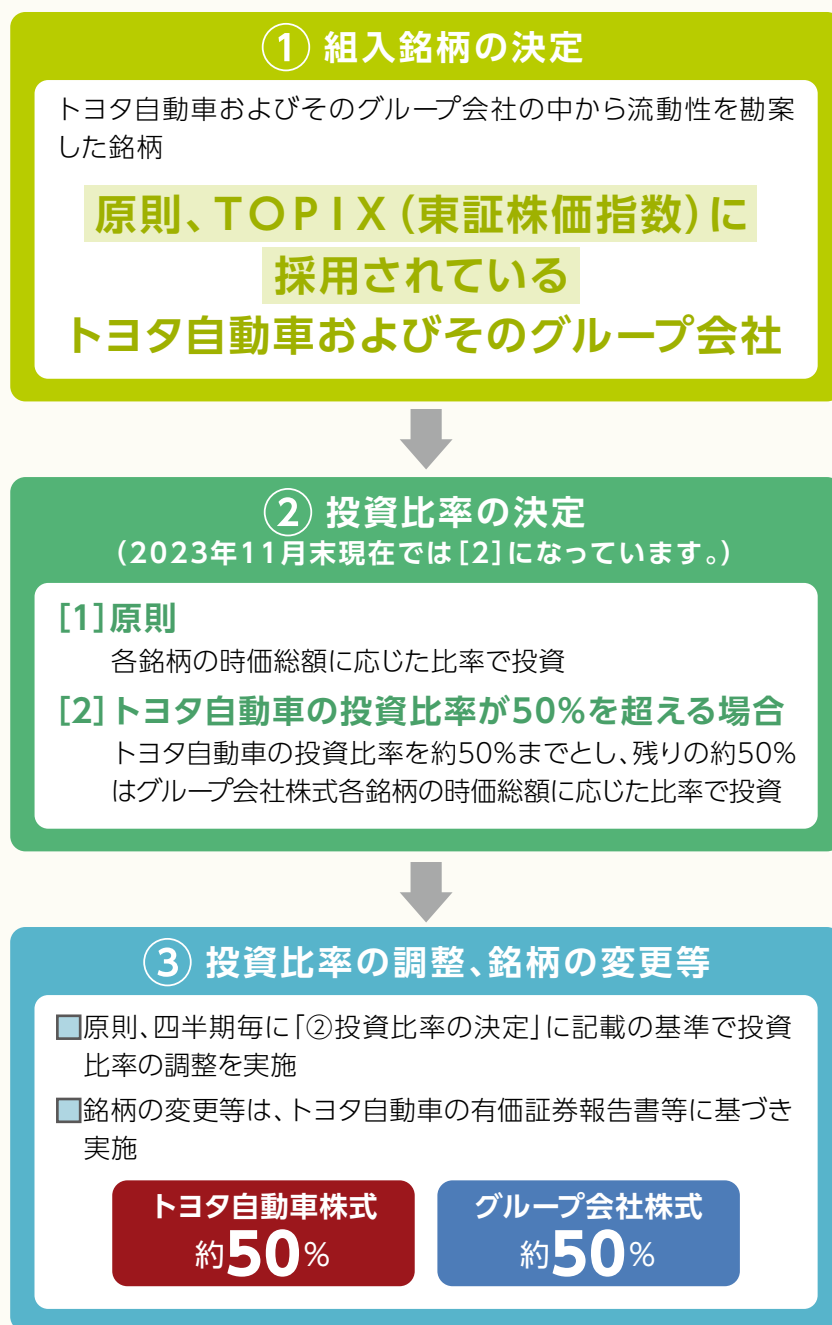 ① 組入銘柄の決定
トヨタ自動車およびそのグループ会社の中から流動性を勘案
した銘柄
原則、TOPIX(東証株価指数)に
採用されている
トヨタ自動車およびそのグループ会社
② 投資比率の決定
(2023年11月末現在では[2]になっています。)
[1]原則
各銘柄の時価総額に応じた比率で投資
[2]トヨタ自動車の投資比率が50%を超える場合
トヨタ自動車の投資比率を約50%までとし、残りの約50%
はグループ会社株式各銘柄の時価総額に応じた比率で投資
③ 投資比率の調整、銘柄の変更等
■原則、四半期毎に「②投資比率の決定」に記載の基準で投資
比率の調整を実施
■銘柄の変更等は、トヨタ自動車の有価証券報告書等に基づき
実施
トヨタ自動車株式
約50%
グループ会社株式
約50%